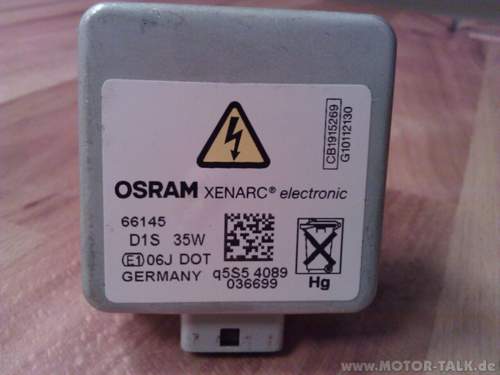 CB1915269
G10112130
OSRAM XENARC® electronic
66145
D1S 35W
E1 06J DOT
GERMANY
q5S5 4089
036699
Hg
www.MOTOR-TALK.de